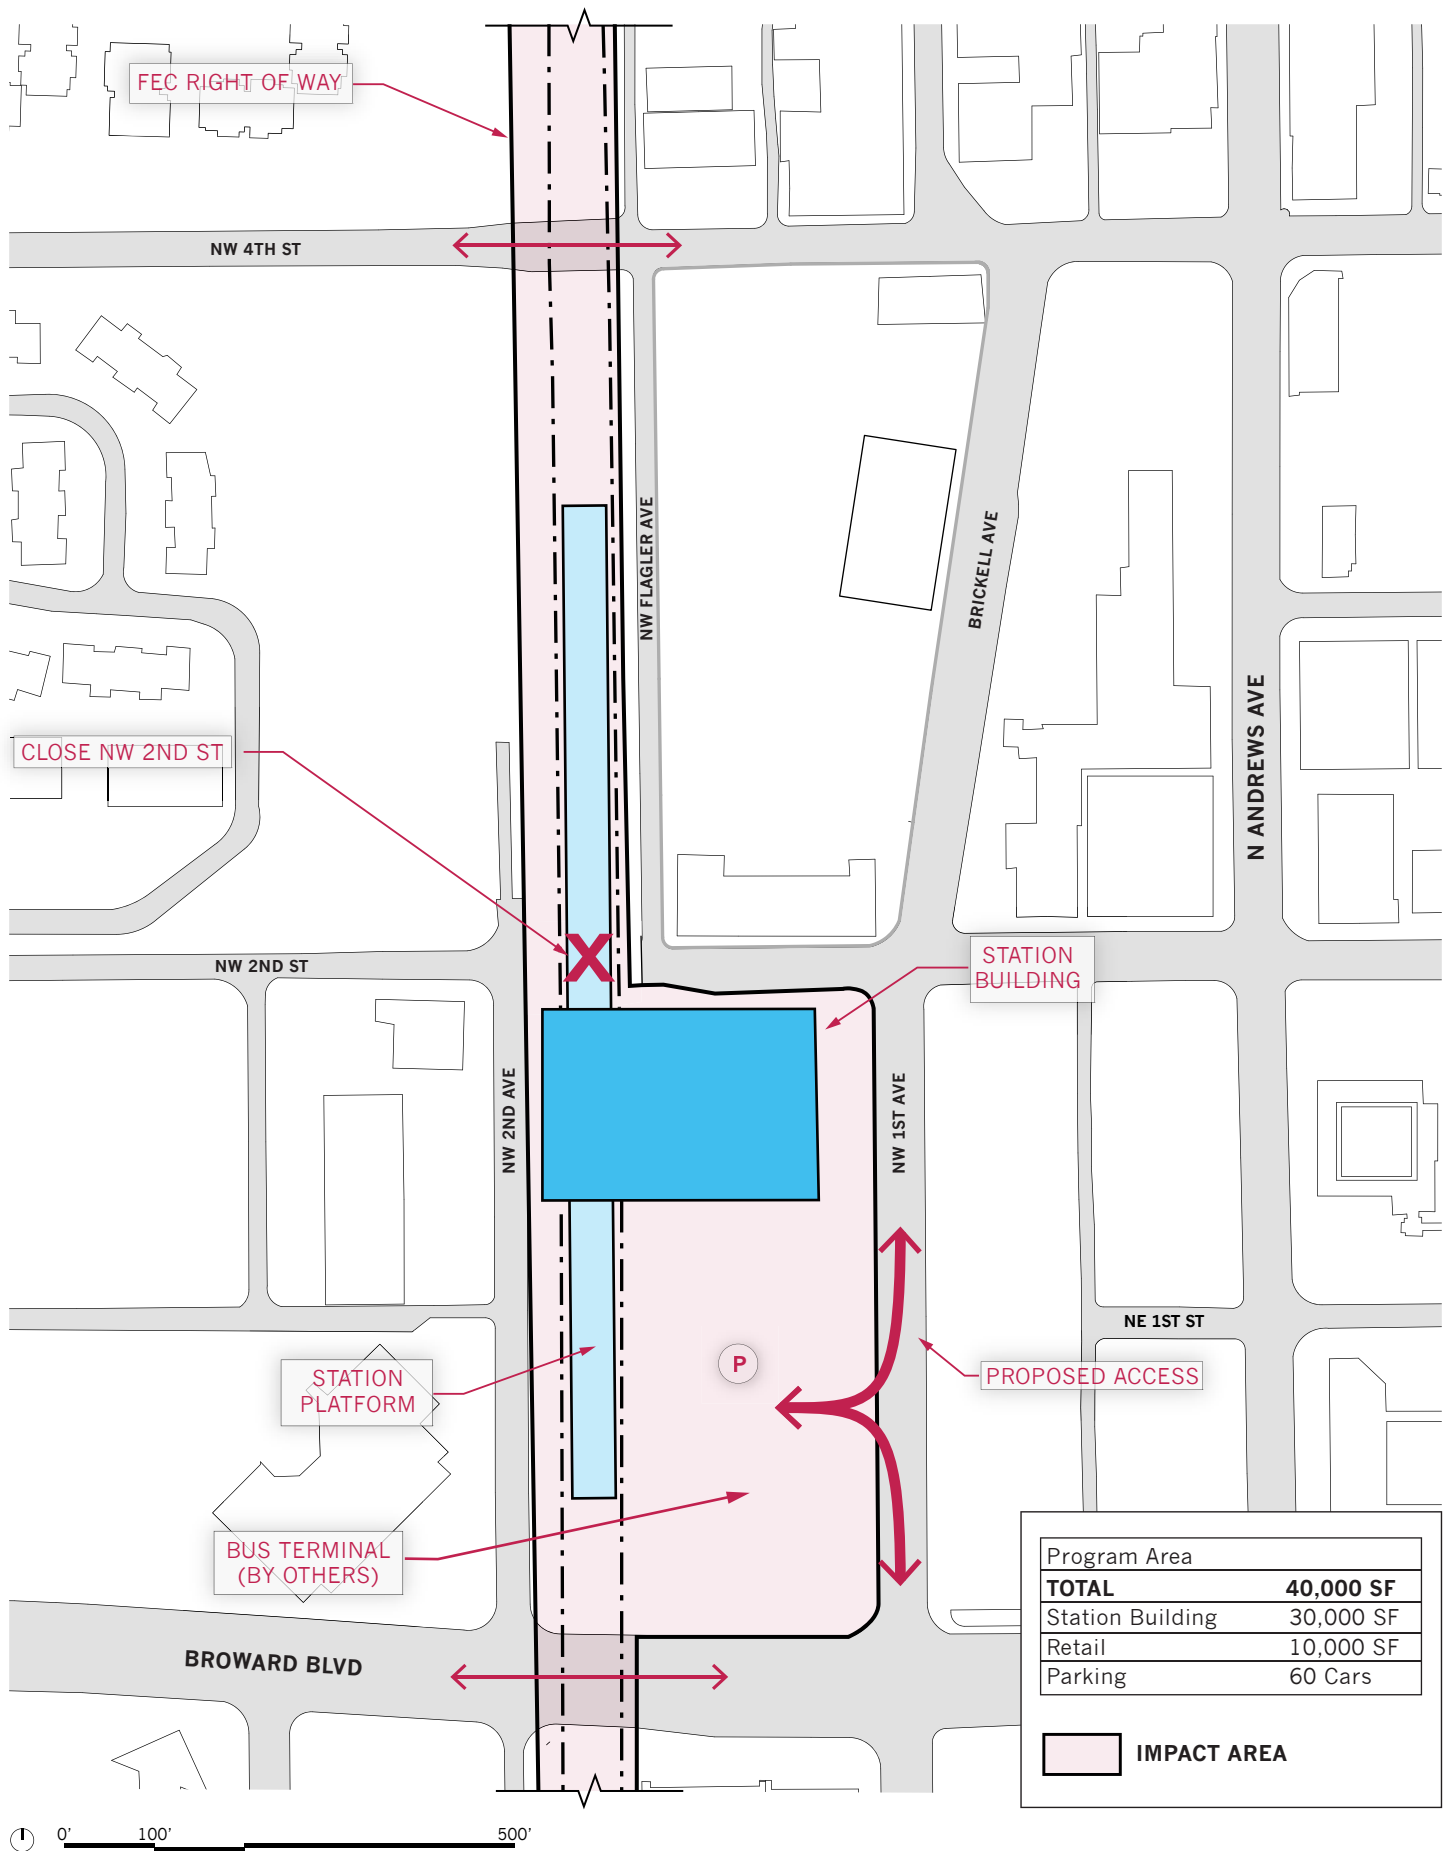 FEC RIGHT OF WAY
NW 4TH ST
NW FLAGLER AVE
BRICKELL AVE
N ANDREWS AVE
CLOSE NW 2ND ST
X
NW 2ND ST
STATION
BUILDING
NW 2ND AVE
NW 1ST AVE
NE 1ST ST
P
STATION
PLATFORM
PROPOSED ACCESS
BUS TERMINAL
(BY OTHERS)
BROWARD BLVD
Program Area
TOTAL 40,000 SF
Station Building 30,000 SF
Retail 10,000 SF
Parking 60 Cars
IMPACT AREA
0' 100' 500'